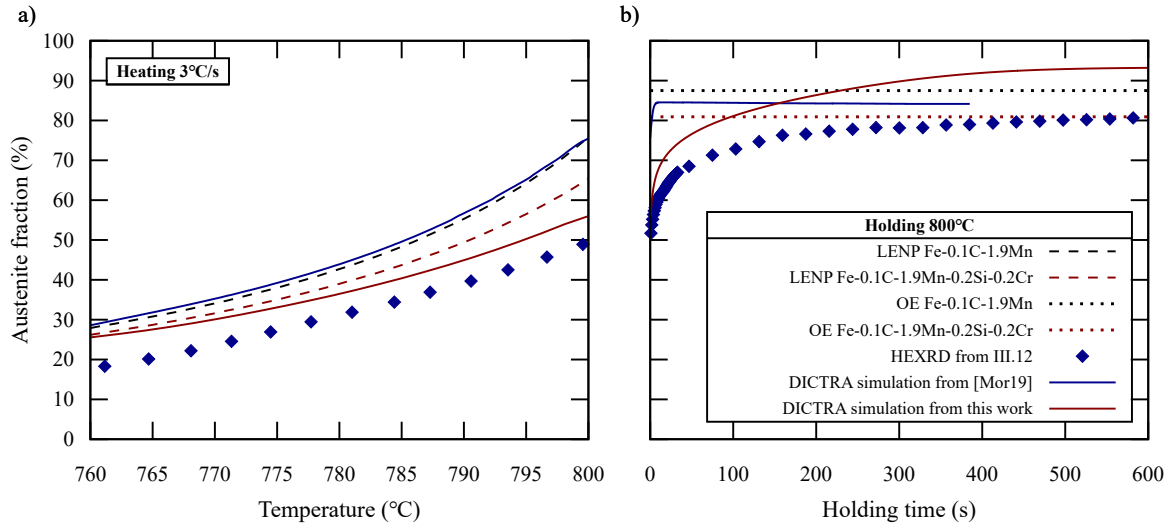 a)
b)
100
90
80
70
60
50
40
30
20
10
0
Austenite fraction (%)
Heating 3°C/s
760 765 770 775 780 785 790 795 800
Temperature (°C)
Holding 800°C
LENP Fe-0.1C-1.9Mn
LENP Fe-0.1C-1.9Mn-0.2Si-0.2Cr
OE Fe-0.1C-1.9Mn
OE Fe-0.1C-1.9Mn-0.2Si-0.2Cr
HEXRD from III.12
DICTRA simulation from [Mor19]
DICTRA simulation from this work
0 100 200 300 400 500 600
Holding time (s)